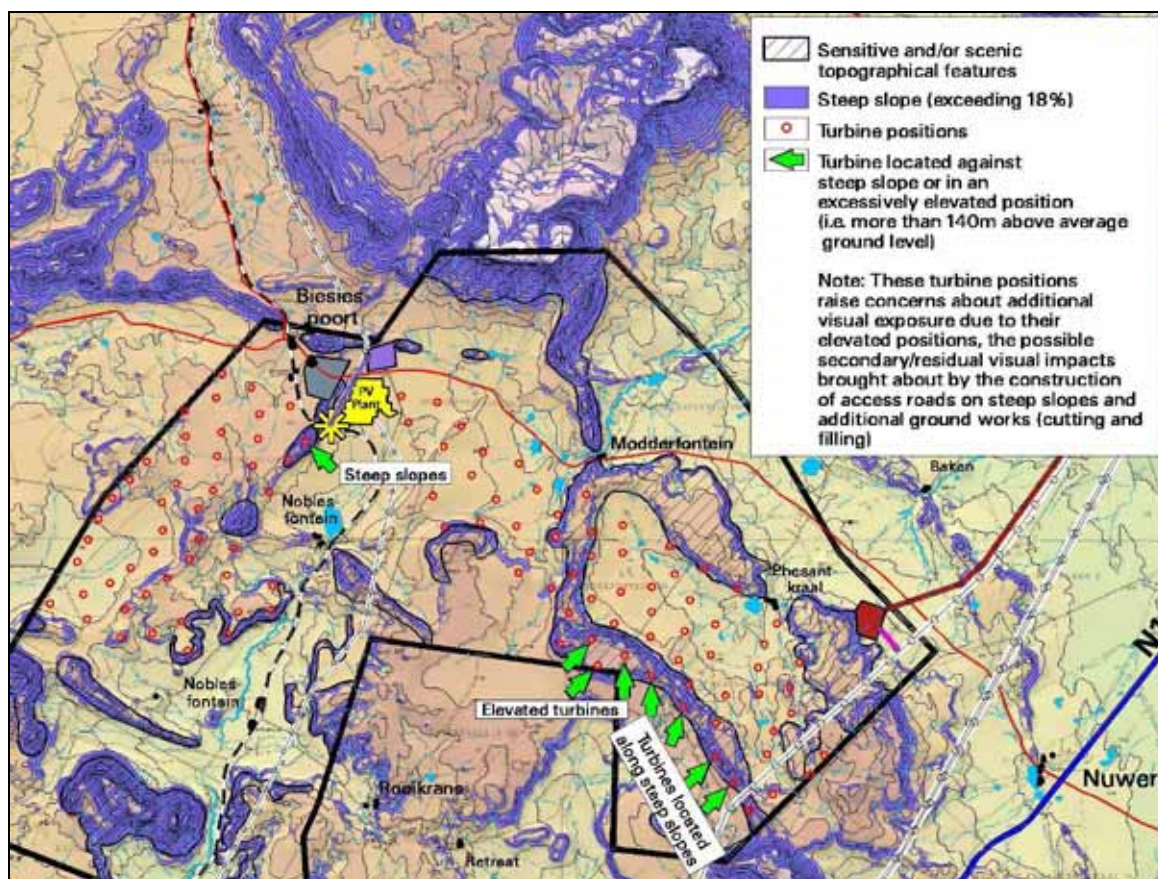 Sensitive and/or scenic
topographical features
Steep slope (exceeding 18%)
Turbine positions
Turbine located against
steep slope or in an
excessively elevated position
(i.e. more than 140m above average
ground level)
Note: These turbine positions
raise concerns about additional
visual exposure due to their
elevated positions, the possible
secondary/residual visual impacts
brought about by the construction
of access roads on steep slopes and
additional ground works (cutting and
filling)
Biesies
poort
PV
Plant
Steep slopes
Modderfontein
Baken
Nobles
fontein
Phesant-
kraal
N1
Nobles
fontein
Elevated turbines
Turbines located
along steep slopes
Rooikrans
Retreat
Nuwer